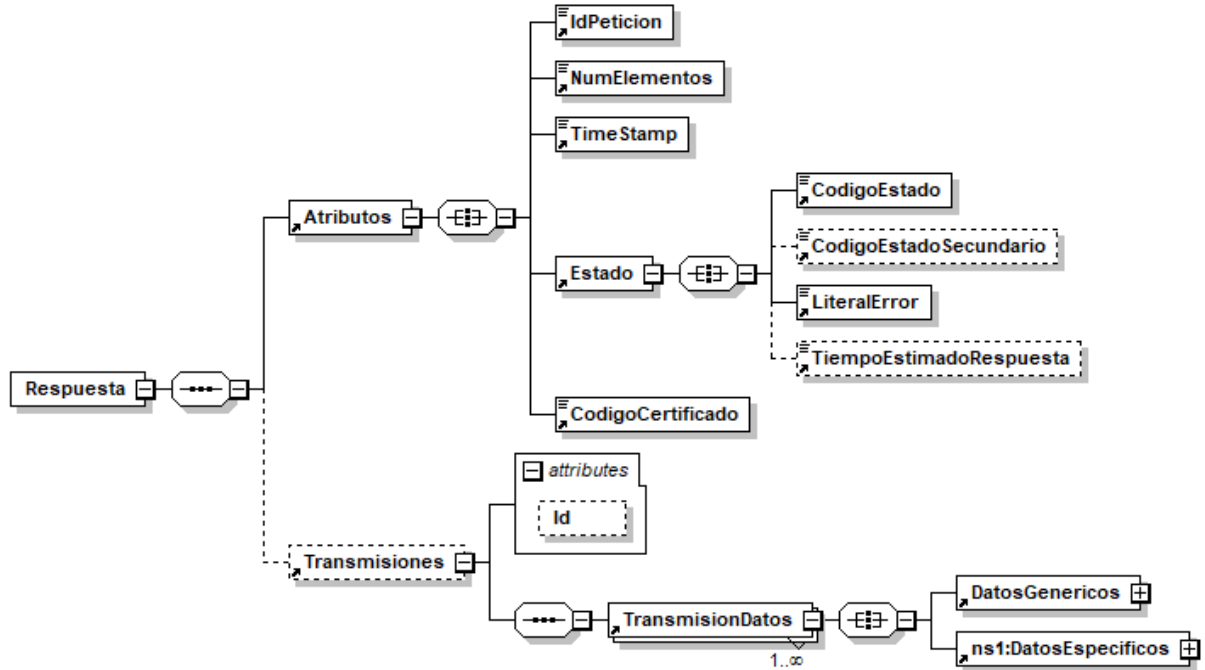 IdPeticion
NumElementos
TimeStamp
CodigoEstado
Atributos
CodigoEstadoSecundario
Estado
LiteralError
TiempoEstimadoRespuesta
Respuesta
CodigoCertificado
attributes
Id
Transmisiones
DatosGenericos
TransmisionDatos
ns1:DatosEspecificos
1..∞